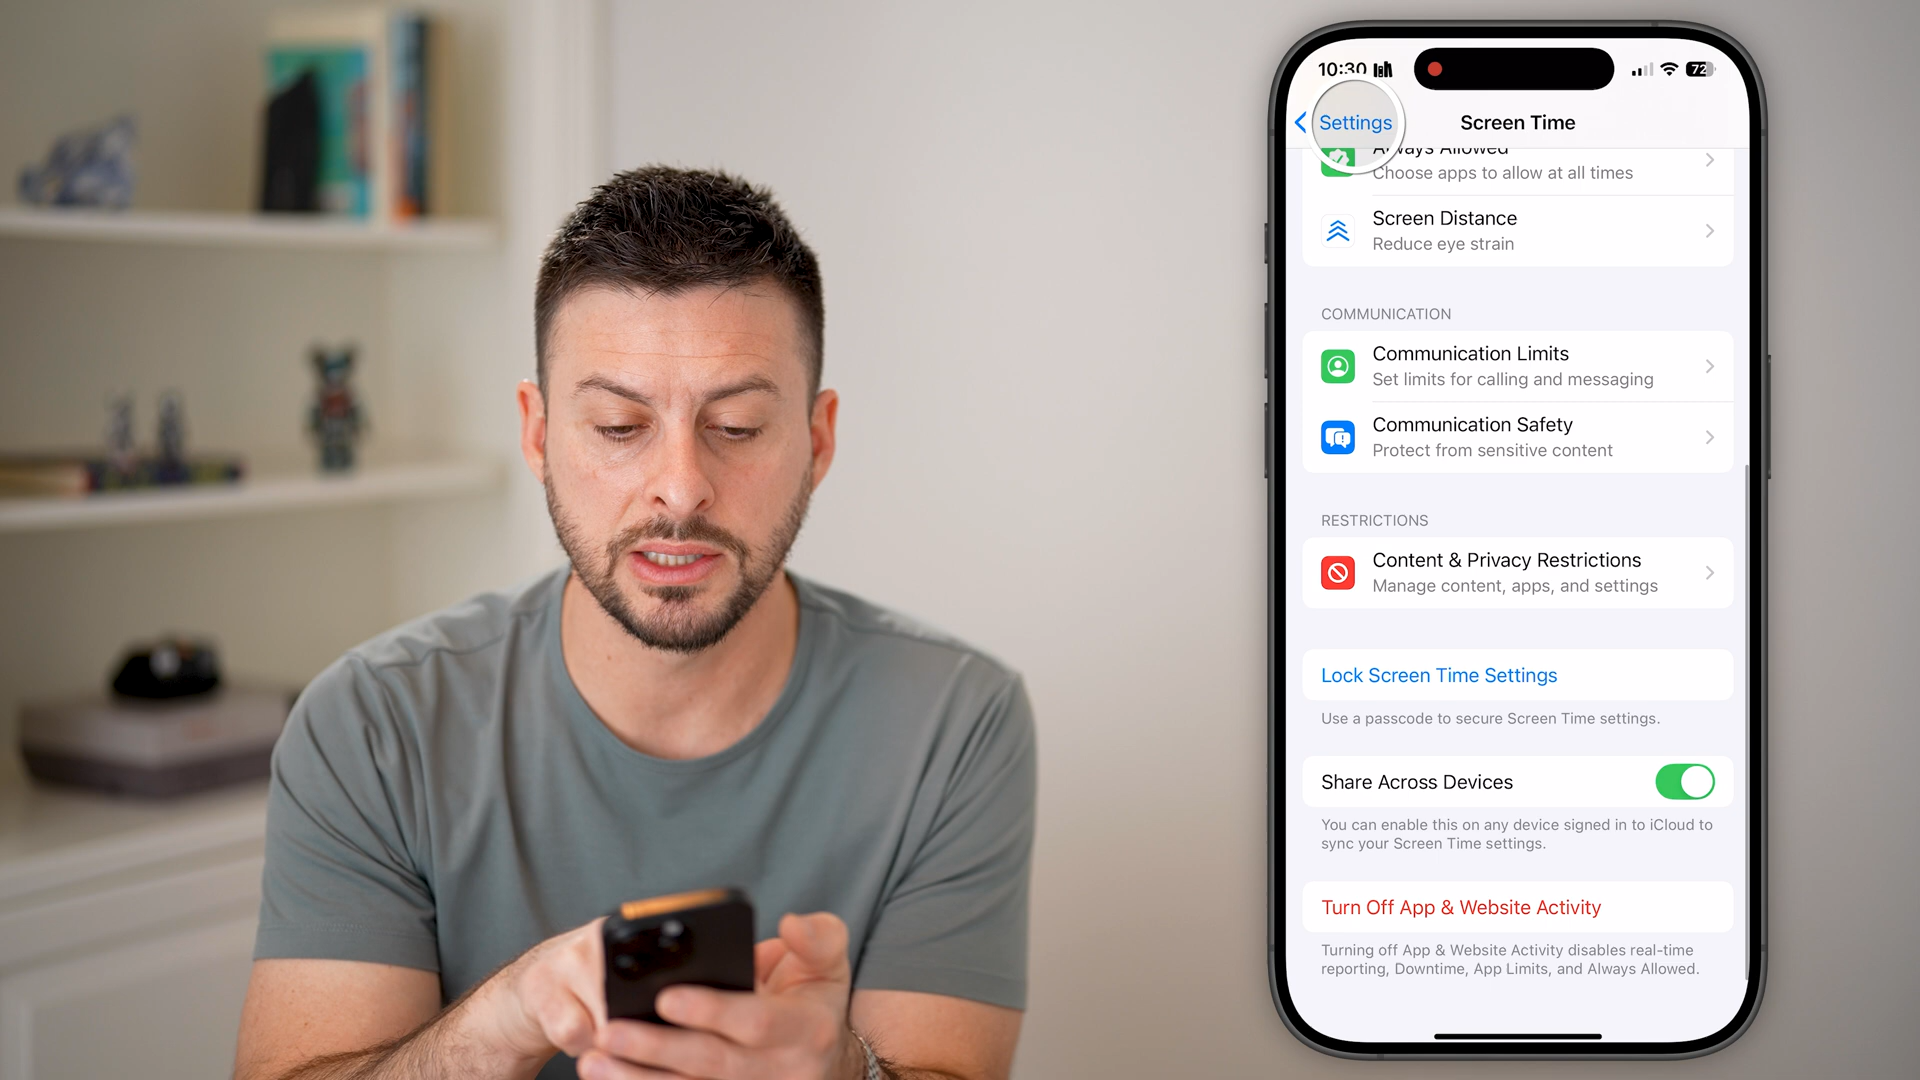 10:30
72
Settings
Screen Time
Always Allowed
Choose apps to allow at all times
Screen Distance
Reduce eye strain
COMMUNICATION
Communication Limits
Set limits for calling and messaging
Communication Safety
Protect from sensitive content
RESTRICTIONS
Content & Privacy Restrictions
Manage content, apps, and settings
Lock Screen Time Settings
Use a passcode to secure Screen Time settings.
Share Across Devices
You can enable this on any device signed in to iCloud to
sync your Screen Time settings.
Turn Off App & Website Activity
Turning off App & Website Activity disables real-time
reporting, Downtime, App Limits, and Always Allowed.